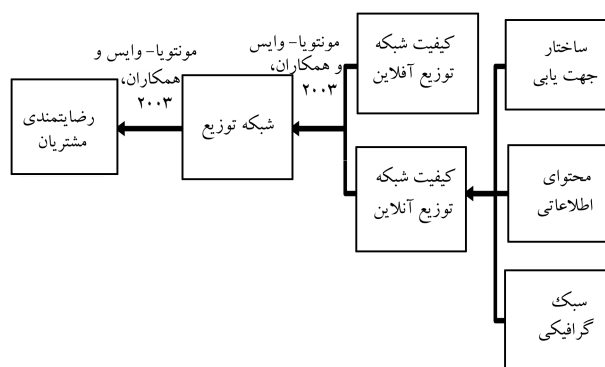 ساختار
جهت یابی
کیفیت شبکه
توزیع آفلاین
مونتویا- وایس
و همکاران،
۲۰۰۳
مونتویا- وایس و
همکاران،
۲۰۰۳
شبکه توزیع
رضایتمندی
مشتریان
کیفیت شبکه
توزیع آنلاین
محتوای
اطلاعاتی
سبک
گرافیکی